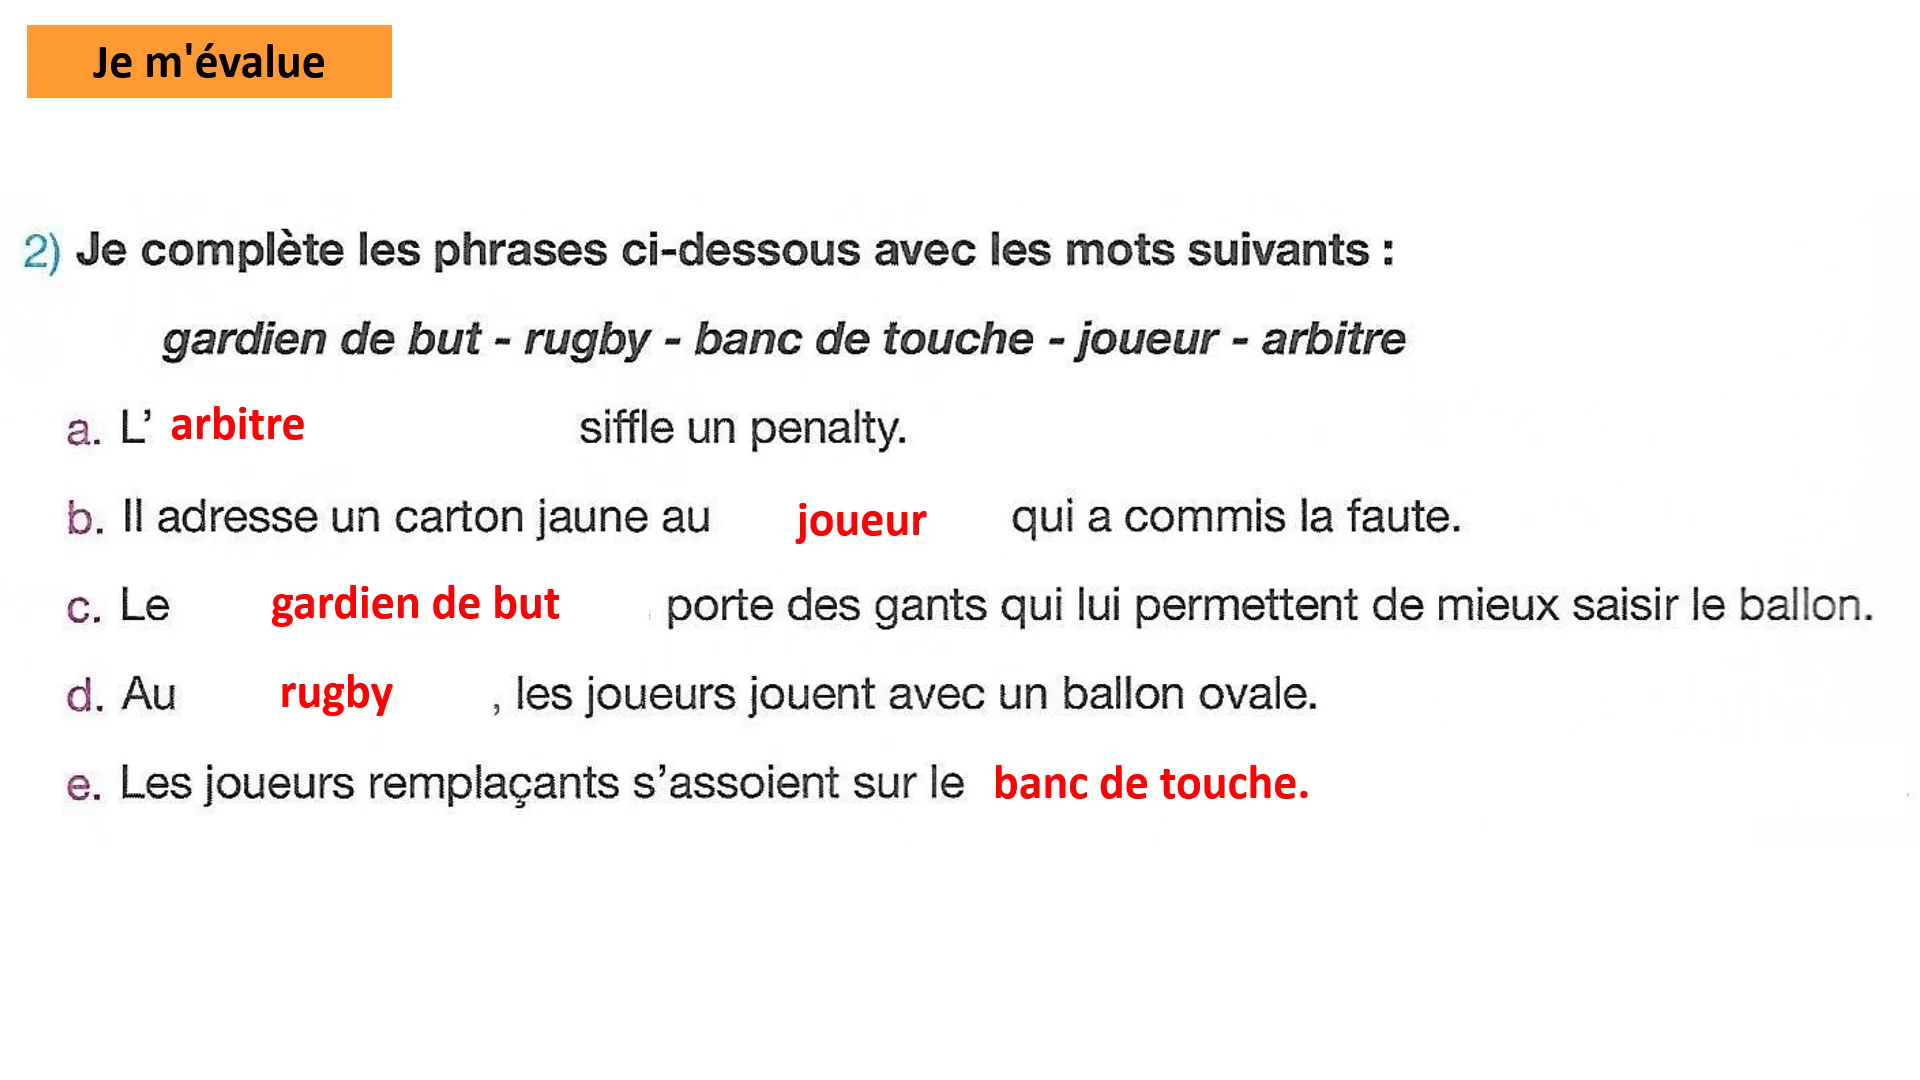 Je m'évalue
2) Je complète les phrases ci-dessous avec les mots suivants :
gardien de but - rugby - banc de touche - joueur - arbitre
a. L’ arbitre siffle un penalty.
b. Il adresse un carton jaune au joueur qui a commis la faute.
c. Le gardien de but porte des gants qui lui permettent de mieux saisir le ballon.
d. Au rugby , les joueurs jouent avec un ballon ovale.
e. Les joueurs remplaçants s’assoient sur le banc de touche.